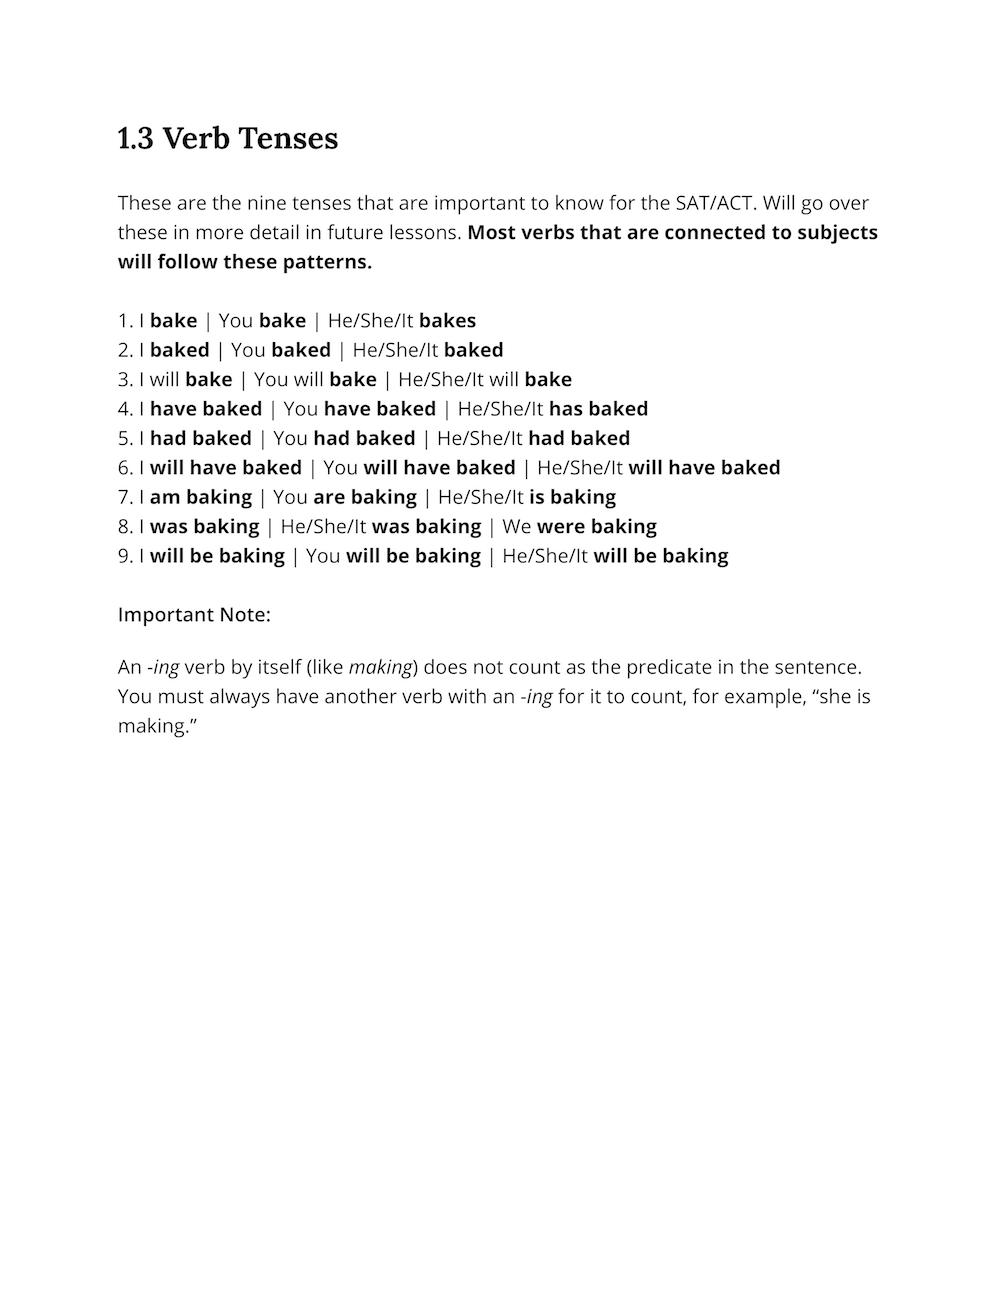 1.3 Verb Tenses
These are the nine tenses that are important to know for the SAT/ACT. Will go over
these in more detail in future lessons. Most verbs that are connected to subjects
will follow these patterns.
1. I bake | You bake | He/She/It bakes
2. I baked | You baked | He/She/It baked
3. I will bake | You will bake | He/She/It will bake
4. I have baked | You have baked | He/She/It has baked
5. I had baked | You had baked | He/She/It had baked
6. I will have baked | You will have baked | He/She/It will have baked
7. I am baking | You are baking | He/She/It is baking
8. I was baking | He/She/It was baking | We were baking
9. I will be baking | You will be baking | He/She/It will be baking
Important Note:
An -ing verb by itself (like making) does not count as the predicate in the sentence.
You must always have another verb with an -ing for it to count, for example, “she is
making.”